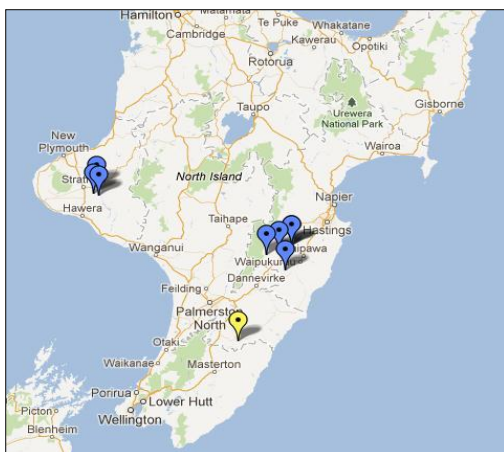 Hamilton
Te Puke
Whakatane
Cambridge
Kawerau
Opotiki
Rotorua
Urewera
National Park
Gisborne
Taupo
New
Plymouth
Wairoa
North Island
Hawera
Napier
Taihape
Hastings
Wanganui
Waipukurau
Dannevirke
Feilding
Palmerston
North
Otaki
Waikanae
Masterton
Porirua
Lower Hutt
Picton
Wellington
Blenheim